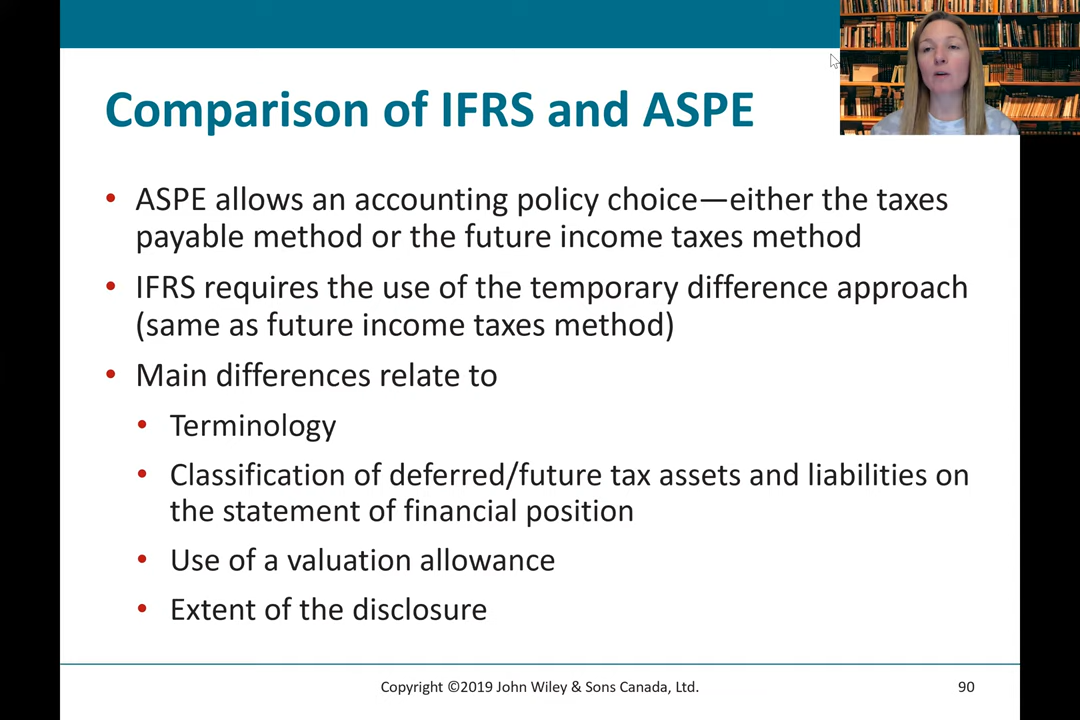 Comparison of IFRS and ASPE
• ASPE allows an accounting policy choice—either the taxes
payable method or the future income taxes method
• IFRS requires the use of the temporary difference approach
(same as future income taxes method)
• Main differences relate to
• Terminology
• Classification of deferred/future tax assets and liabilities on
the statement of financial position
• Use of a valuation allowance
• Extent of the disclosure
Copyright ©2019 John Wiley & Sons Canada, Ltd.
90